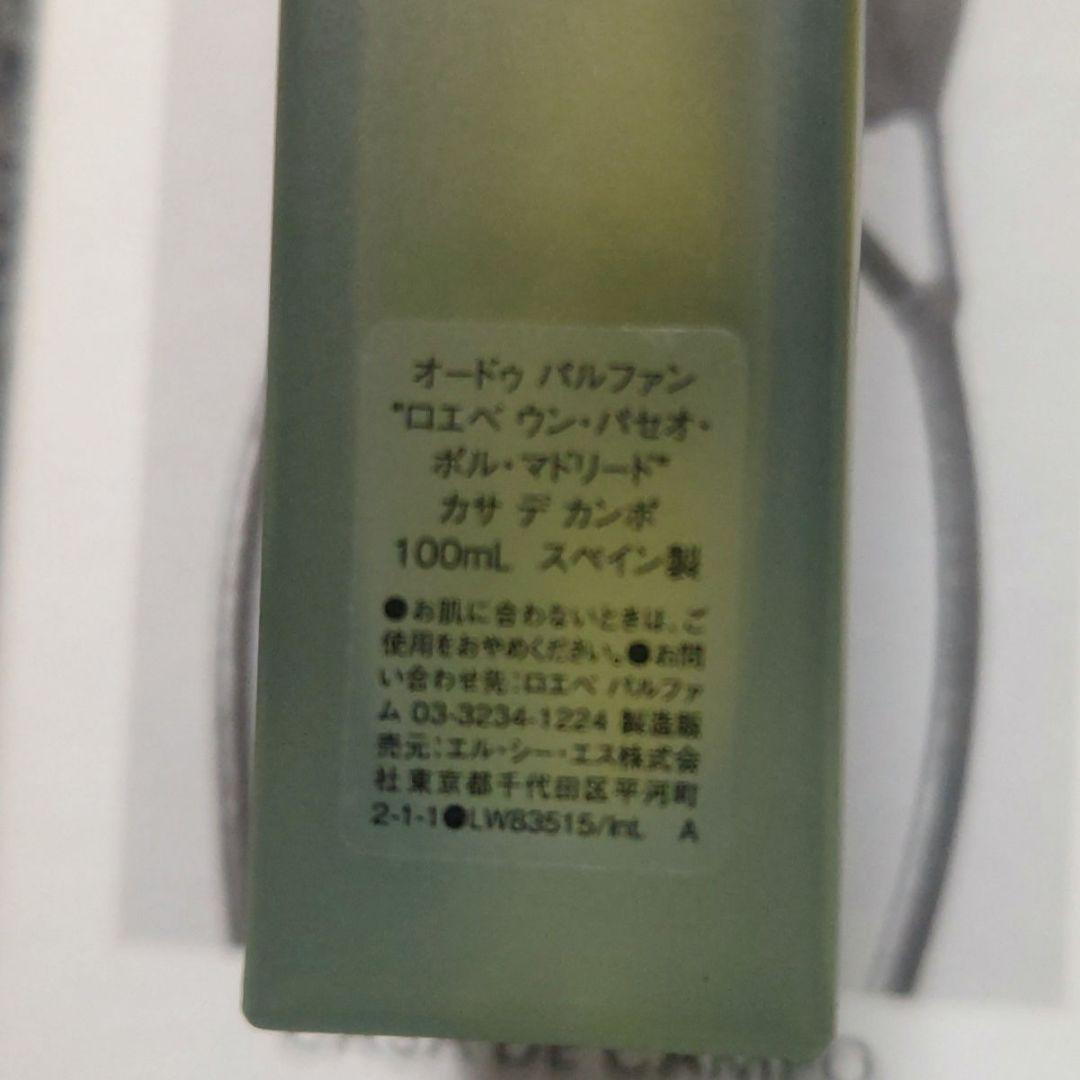 オードゥ パルファン
"ロエベ ウン・パセオ・
ポル・マドリード"
カサ デ カンポ
100mL スペイン製
●お肌に合わないときは、ご
使用をおやめください。●お問
い合わせ先:ロエベ パルファ
ム 03-3234-1224 製造販
売元:エル・シー・エス株式会
社 東京都千代田区平河町
2-1-1●LW83515/int. A
CASA DE CAMPO